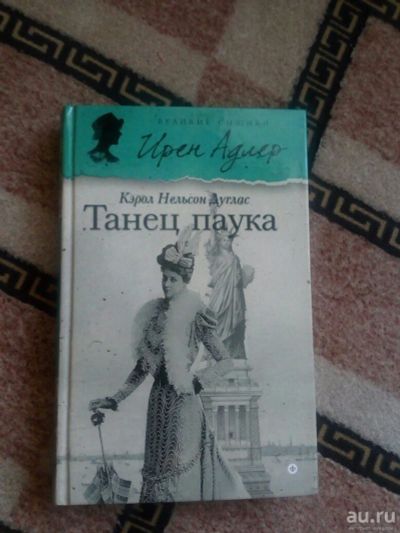 ВЕЛИКИЕ СЫЩИКИ
Ирен Адлер
Кэрол Нельсон Дуглас
Танец паука
au.ru